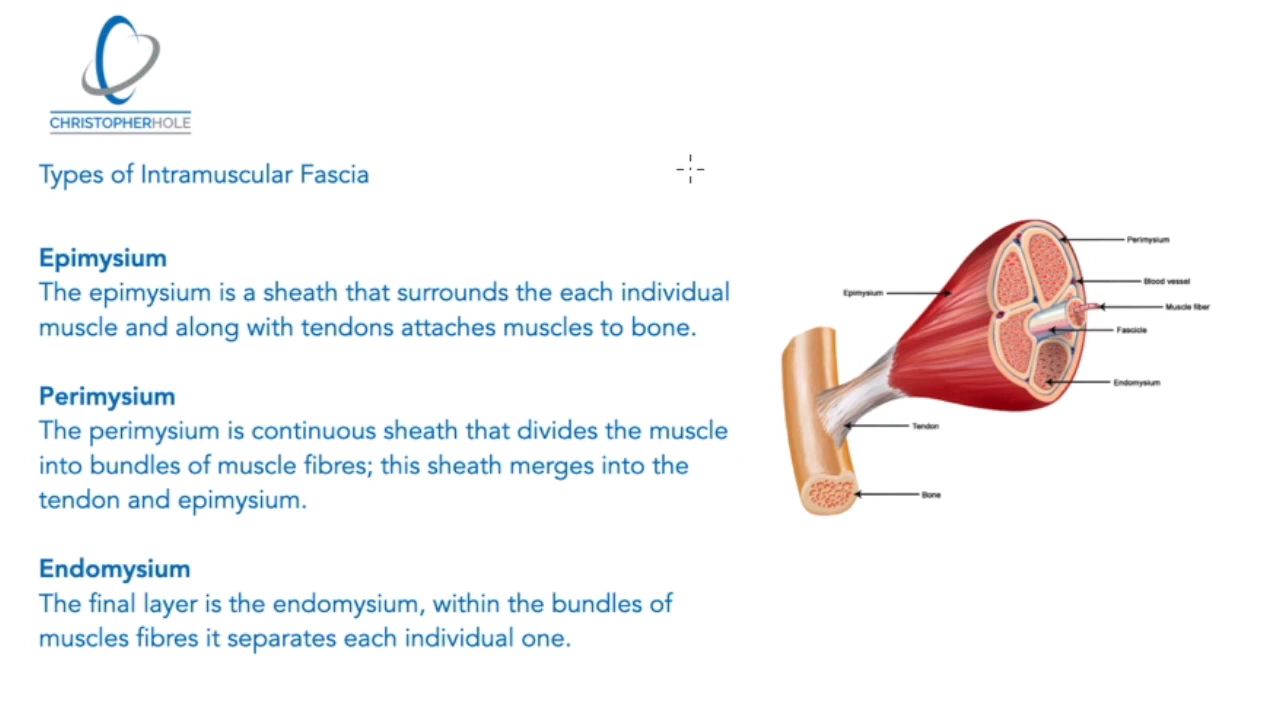 CHRISTOPHERHOLE
Types of Intramuscular Fascia
Epimysium
The epimysium is a sheath that surrounds the each individual
muscle and along with tendons attaches muscles to bone.
Perimysium
The perimysium is continuous sheath that divides the muscle
into bundles of muscle fibres; this sheath merges into the
tendon and epimysium.
Endomysium
The final layer is the endomysium, within the bundles of
muscles fibres it separates each individual one.
Perimysium
Blood vessel
Epimysium
Muscle fiber
Fascicle
Endomysium
Tendon
Bone